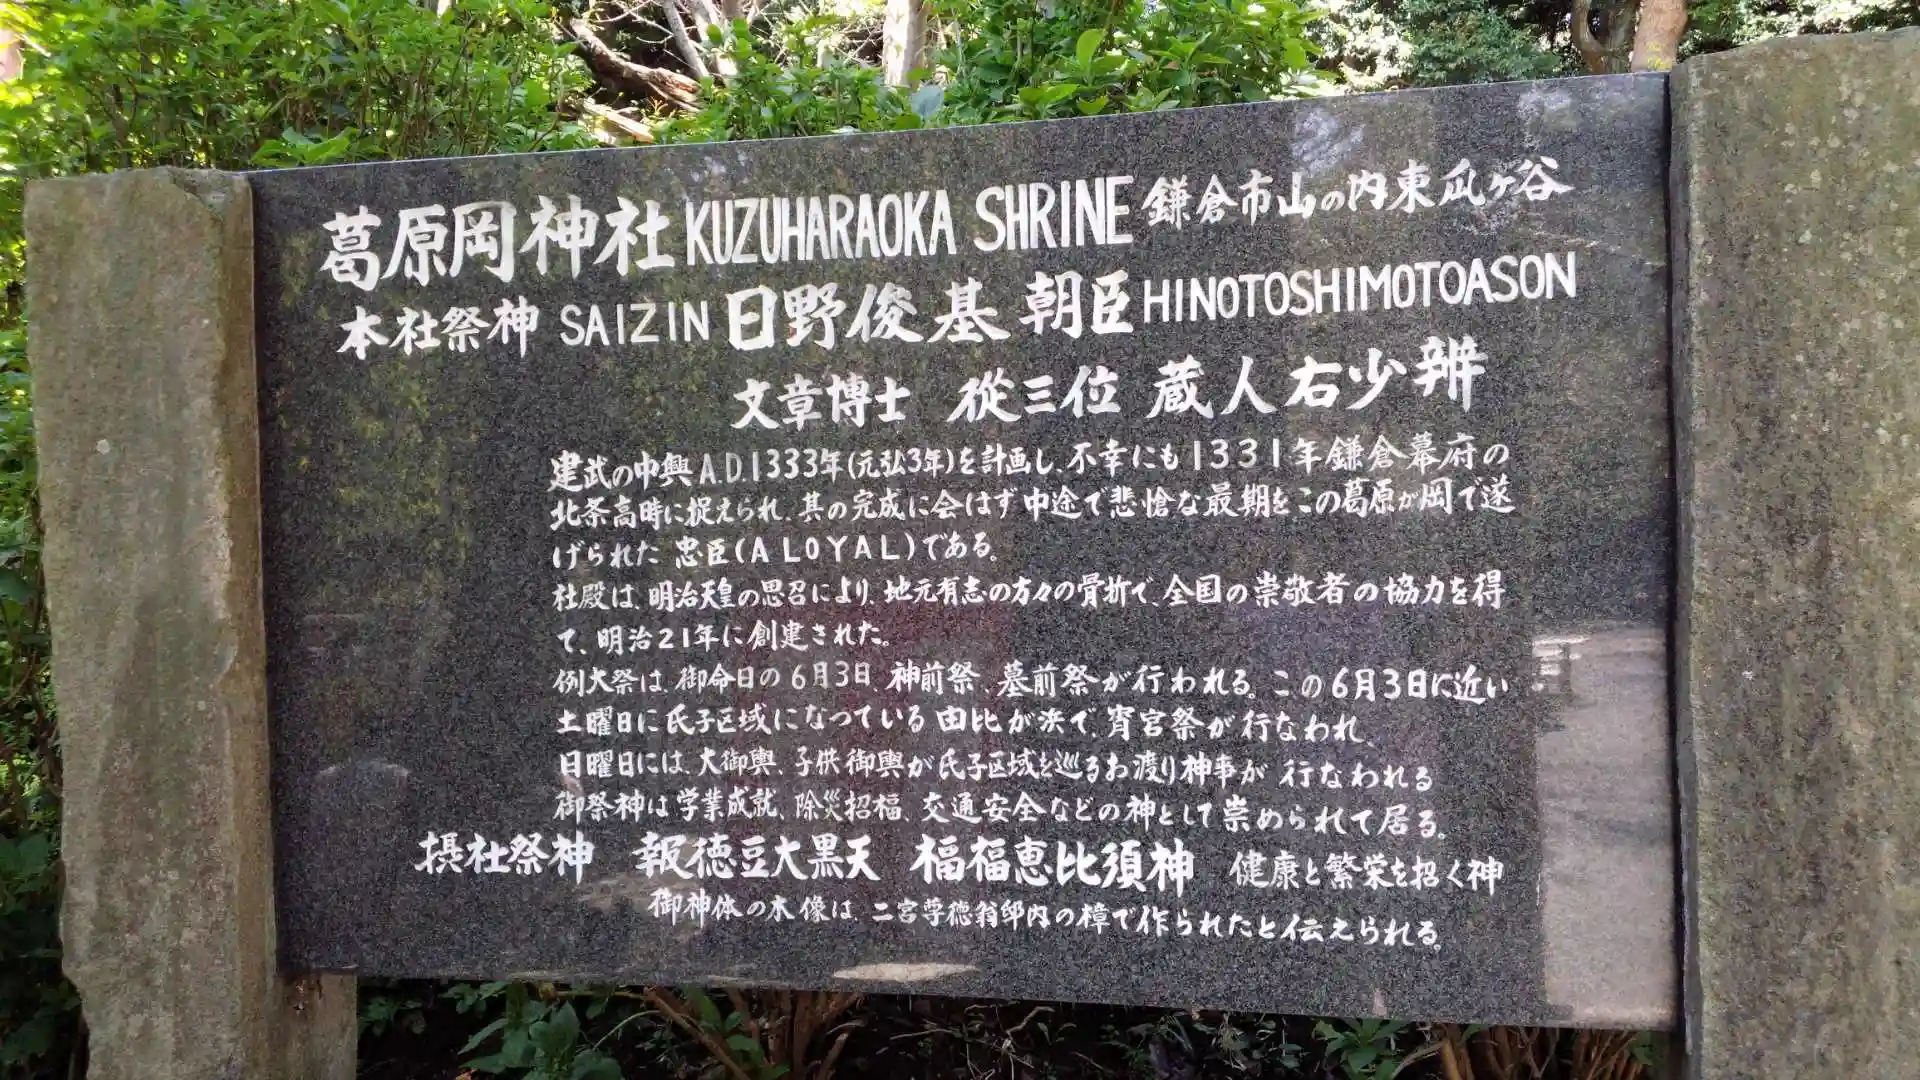 葛原岡神社 KUZUHARAOKA SHRINE 鎌倉市山の内東瓜ヶ谷
本社祭神 SAIZIN 日野俊基朝臣 HINOTOSHIMOTOASON
文章博士 従三位 蔵人右少辨
建武の中興A.D.1333年(元弘3年)を計画し、不幸にも1331年鎌倉幕府の
北条高時に捉えられ、其の完成に会はず中途で悲愴な最期をこの葛原が岡で遂
げられた 忠臣(A LOYAL)である。
社殿は、明治天皇の思召により、地元有志の方々の骨折で、全国の崇敬者の協力を得
て、明治21年に創建された。
例大祭は、御命日の6月3日、神前祭、墓前祭が行われる。この6月3日に近い
土曜日に氏子区域になっている由比が浜で、宵宮祭が行なわれ、
日曜日には、大御輿、子供御輿が氏子区域を巡るお渡り神事が行なわれる
御祭神は学業成就、除災招福、交通安全などの神として崇められて居る。
摂社祭神 報徳豆大黒天 福福恵比須神 健康と繁栄を招く神
御神体の木像は、二宮尊徳翁邸内の樟で作られたと伝えられる。